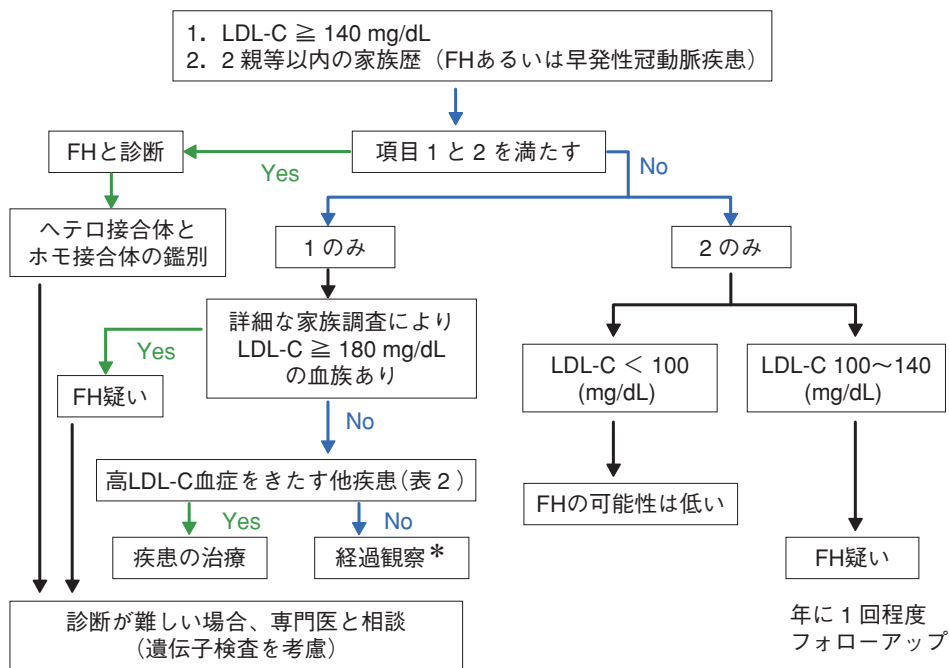 1. LDL-C ≧ 140 mg/dL
2. 2親等以内の家族歴（FHあるいは早発性冠動脈疾患）
FHと診断
項目1と2を満たす
Yes
No
ヘテロ接合体と
ホモ接合体の鑑別
1のみ
2のみ
詳細な家族調査により
LDL-C ≧ 180 mg/dL
の血族あり
Yes
LDL-C < 100
(mg/dL)
LDL-C 100〜140
(mg/dL)
FH疑い
No
高LDL-C血症をきたす他疾患（表2）
FHの可能性は低い
Yes
No
疾患の治療
経過観察*
FH疑い
診断が難しい場合、専門医と相談
（遺伝子検査を考慮）
年に1回程度
フォローアップ